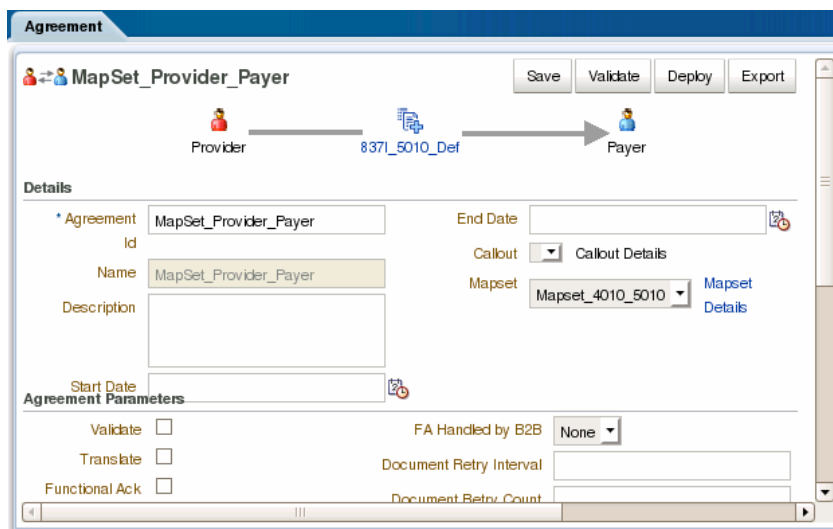 Agreement
MapSet_Provider_Payer
Save
Validate
Deploy
Export
Provider
837I_5010_Def
Payer
Details
* Agreement Id
MapSet_Provider_Payer
End Date
Callout
Callout Details
Name
MapSet_Provider_Payer
Mapset
Mapset_4010_5010
Mapset Details
Description
Start Date
Agreement Parameters
Validate
FA Handled by B2B
None
Translate
Document Retry Interval
Functional Ack
Document Retry Count